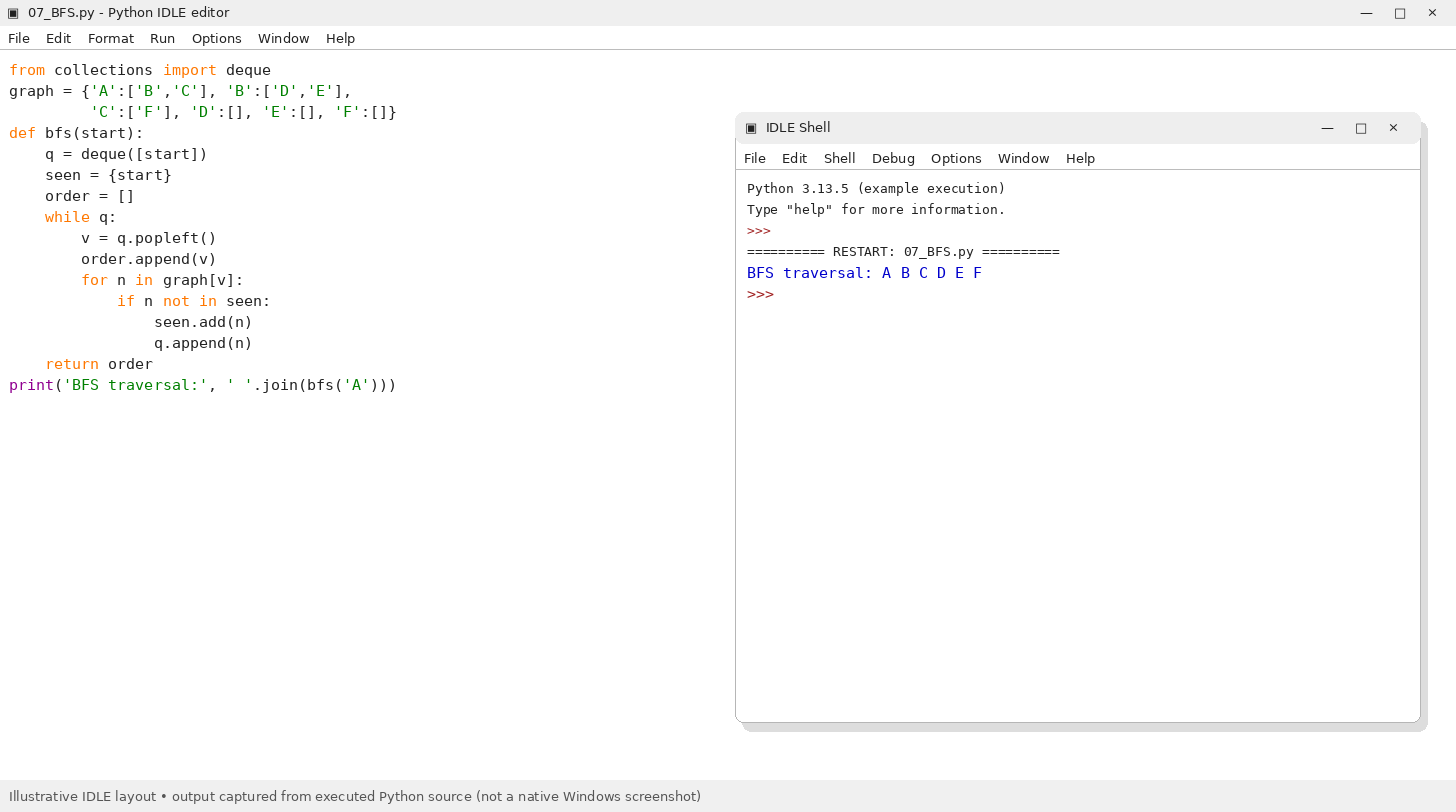 ▣ 07_BFS.py - Python IDLE editor — □ ×
File Edit Format Run Options Window Help
from collections import deque
graph = {'A':['B','C'], 'B':['D','E'],
         'C':['F'], 'D':[], 'E':[], 'F':[]}
def bfs(start):
    q = deque([start])
    seen = {start}
    order = []
    while q:
        v = q.popleft()
        order.append(v)
        for n in graph[v]:
            if n not in seen:
                seen.add(n)
                q.append(n)
    return order
print('BFS traversal:', ' '.join(bfs('A')))
▣ IDLE Shell — □ ×
File Edit Shell Debug Options Window Help
Python 3.13.5 (example execution)
Type "help" for more information.
>>>
========== RESTART: 07_BFS.py ==========
BFS traversal: A B C D E F
>>>
Illustrative IDLE layout • output captured from executed Python source (not a native Windows screenshot)